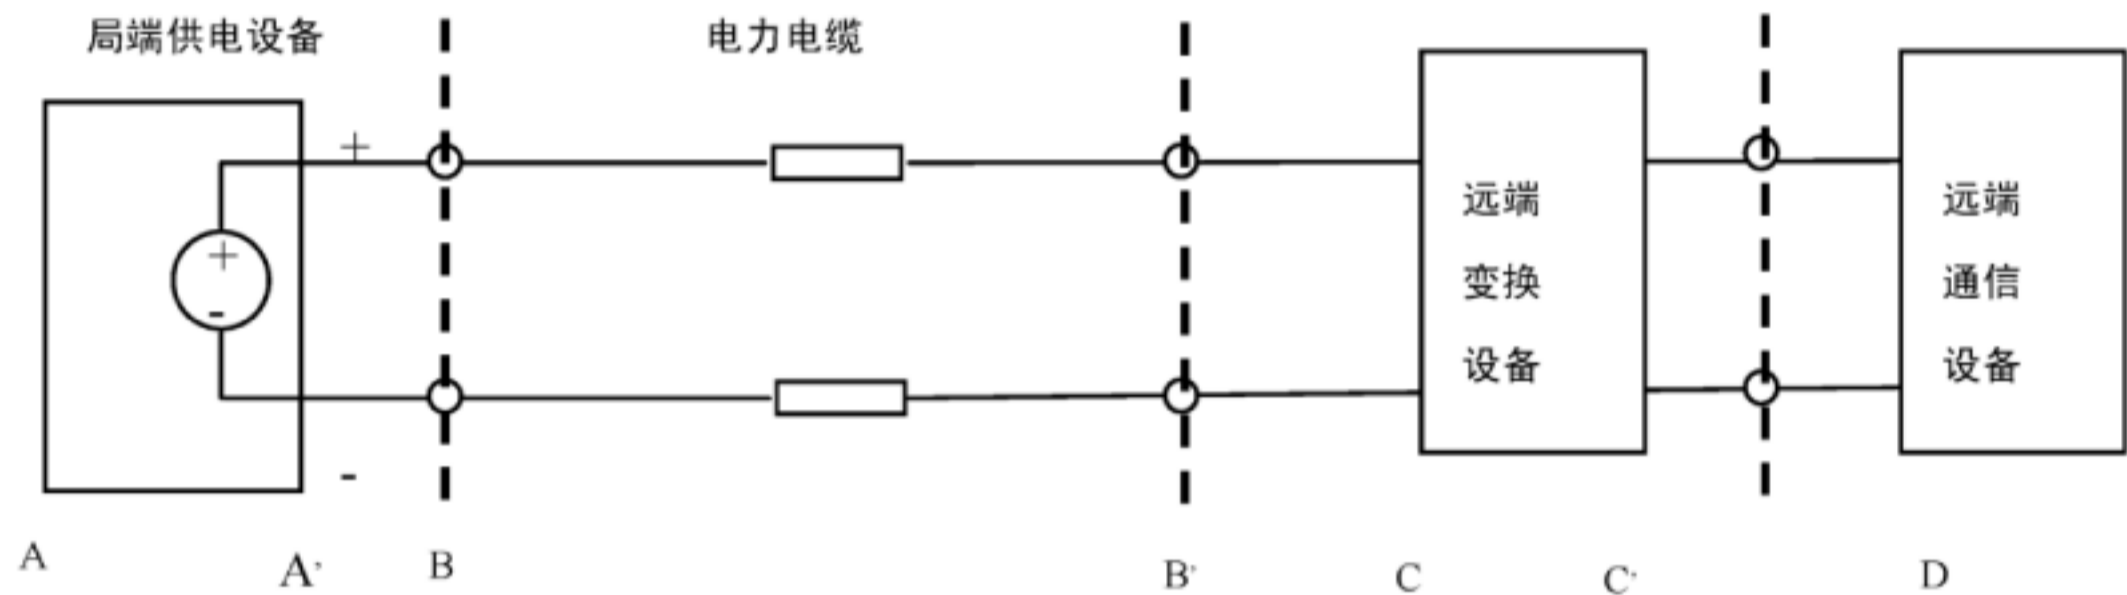 局端供电设备
电力电缆
+
+
-
-
远端
变换
设备
远端
通信
设备
A
A’
B
B’
C
C’
D